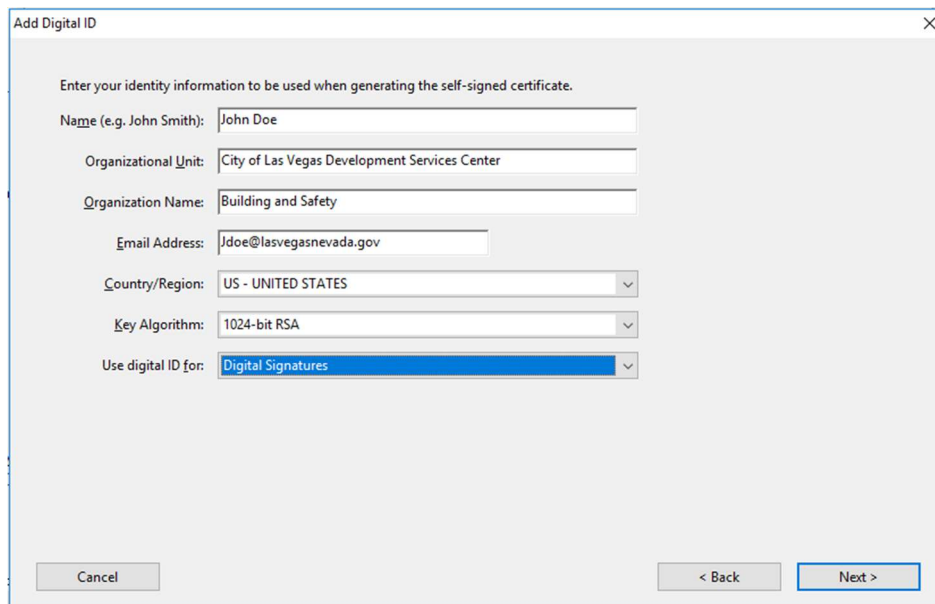 Add Digital ID
Enter your identity information to be used when generating the self-signed certificate.
Name (e.g. John Smith): John Doe
Organizational Unit: City of Las Vegas Development Services Center
Organization Name: Building and Safety
Email Address: Jdoe@lasvegasnevada.gov
Country/Region: US - UNITED STATES
Key Algorithm: 1024-bit RSA
Use digital ID for: Digital Signatures
Cancel < Back Next >